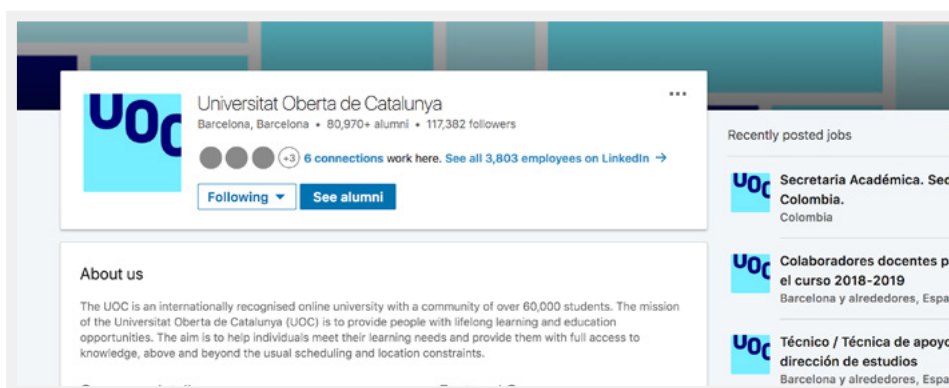 UOC
Universitat Oberta de Catalunya
Barcelona, Barcelona • 80,970+ alumni • 117,382 followers
+3 6 connections work here. See all 3,803 employees on LinkedIn →
Following
See alumni
About us
The UOC is an internationally recognised online university with a community of over 60,000 students. The mission
of the Universitat Oberta de Catalunya (UOC) is to provide people with lifelong learning and education
opportunities. The aim is to help individuals meet their learning needs and provide them with full access to
knowledge, above and beyond the usual scheduling and location constraints.
Recently posted jobs
UOC
Secretaria Académica. Sec
Colombia.
Colombia
UOC
Colaboradores docentes p
el curso 2018-2019
Barcelona y alrededores, Espa
UOC
Técnico / Técnica de apoyo
dirección de estudios
Barcelona y alrededores, Espa